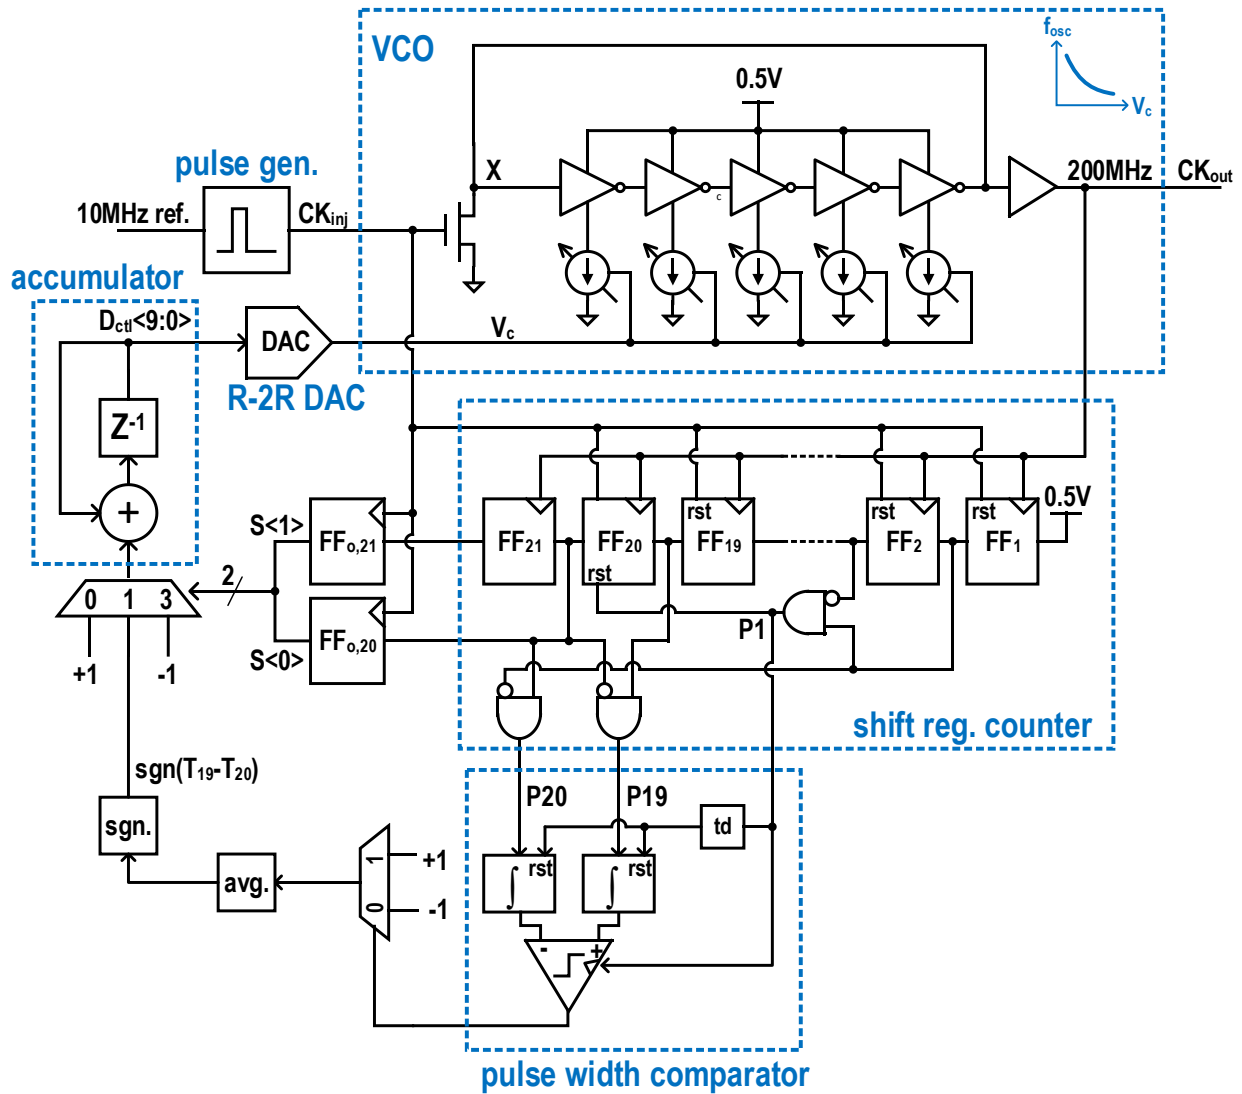 VCO
f_osc
V_c
0.5V
pulse gen.
10MHz ref.
CK_inj
X
c
200MHz CK_out
accumulator
D_ctl<9:0>
DAC
V_c
R-2R DAC
Z^-1
+
S<1>
FF_o,21
FF_21
FF_20
rst
rst
FF_19
rst
FF_2
rst
FF_1
0.5V
2
0 1 3
+1
-1
S<0>
FF_o,20
P1
shift reg. counter
sgn(T_19-T_20)
P20
P19
td
sgn.
avg.
1
0
+1
-1
∫ rst
∫ rst
- +
pulse width comparator